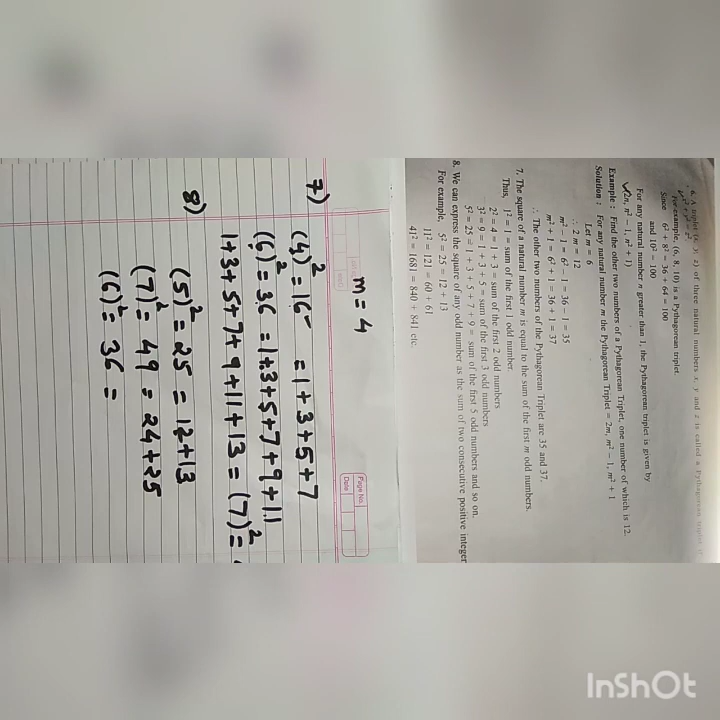 6. A triplet (x, y, z) of three natural numbers x, y and z is called a Pythagorean triplet if
x² + y² = z²
For example, (6, 8, 10) is a Pythagorean triplet.
Since 6² + 8² = 36 + 64 = 100
and 10² = 100
For any natural number n greater than 1, the Pythagorean triplet is given by
(2n, n² − 1, n² + 1)
Example : Find the other two numbers of a Pythagorean Triplet, one number of which is 12.
Solution : For any natural number m the Pythagorean Triplet = 2m, m² − 1, m² + 1
Let m = 6
∴ 2 m = 12
m² − 1 = 6² − 1 = 36 − 1 = 35
m² + 1 = 6² + 1 = 36 + 1 = 37
∴ The other two numbers of the Pythagorean Triplet are 35 and 37.
7. The square of a natural number m is equal to the sum of the first m odd numbers.
Thus, 1² = 1 = sum of the first 1 odd number.
2² = 4 = 1 + 3 = sum of the first 2 odd numbers
3² = 9 = 1 + 3 + 5 = sum of the first 3 odd numbers
5² = 25 = 1 + 3 + 5 + 7 + 9 = sum of the first 5 odd numbers and so on.
8. We can express the square of any odd number as the sum of two consecutive positive integer
For example, 5² = 25 = 12 + 13
11² = 121 = 60 + 61
41² = 1681 = 840 + 841 etc.
Page No.
Date
m = 4
7) (4)² = 16 = 1+3+5+7
(6)² = 36 = 1+3+5+7+9+11
1+3+5+7+9+11+13 = (7)² =
8) (5)² = 25 = 12+13
(7)² = 49 = 24+25
(6)² = 36 =
InShOt